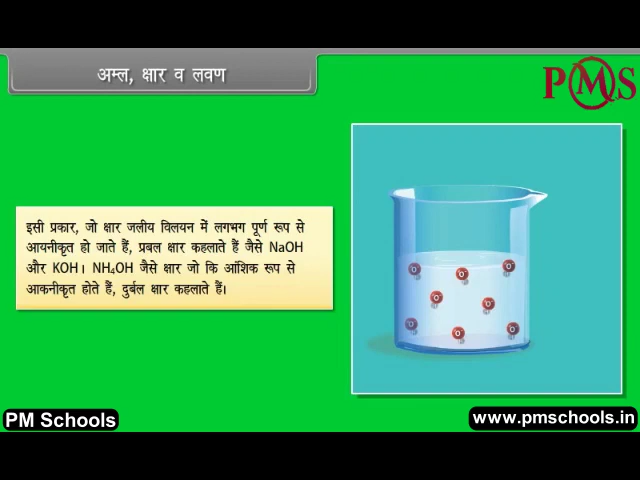 अम्ल, क्षार व लवण
PMS
इसी प्रकार, जो क्षार जलीय विलयन में लगभग पूर्ण रूप से
आयनीकृत हो जाते हैं, प्रबल क्षार कहलाते हैं जैसे NaOH
और KOH। NH₄OH जैसे क्षार जो कि आंशिक रूप से
आकनीकृत होते हैं, दुर्बल क्षार कहलाते हैं।
PM Schools
www.pmschools.in